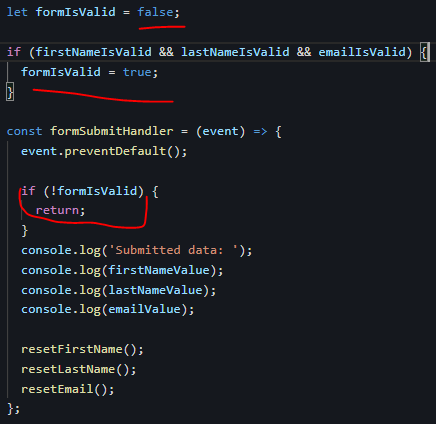 let formIsValid = false;
if (firstNameIsValid && lastNameIsValid && emailIsValid) {
formIsValid = true;
}
const formSubmitHandler = (event) => {
event.preventDefault();
if (!formIsValid) {
return;
}
console.log('Submitted data: ');
console.log(firstNameValue);
console.log(lastNameValue);
console.log(emailValue);
resetFirstName();
resetLastName();
resetEmail();
};